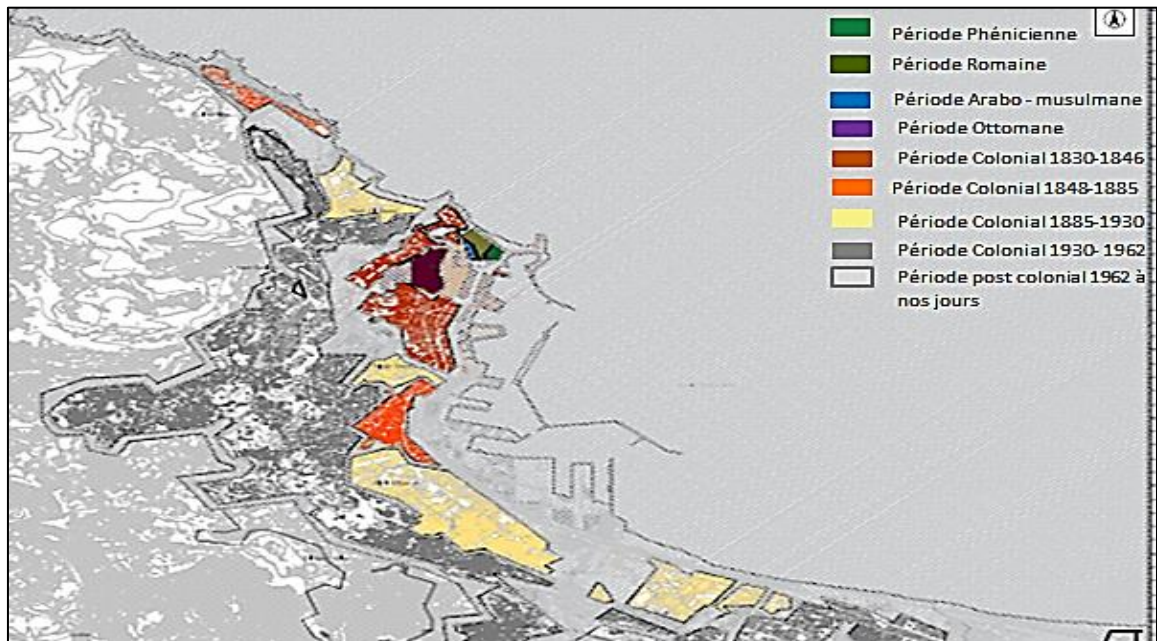 Période Phénicienne
Période Romaine
Période Arabo - musulmane
Période Ottomane
Période Colonial 1830-1846
Période Colonial 1848-1885
Période Colonial 1885-1930
Période Colonial 1930- 1962
Période post colonial 1962 à
nos jours